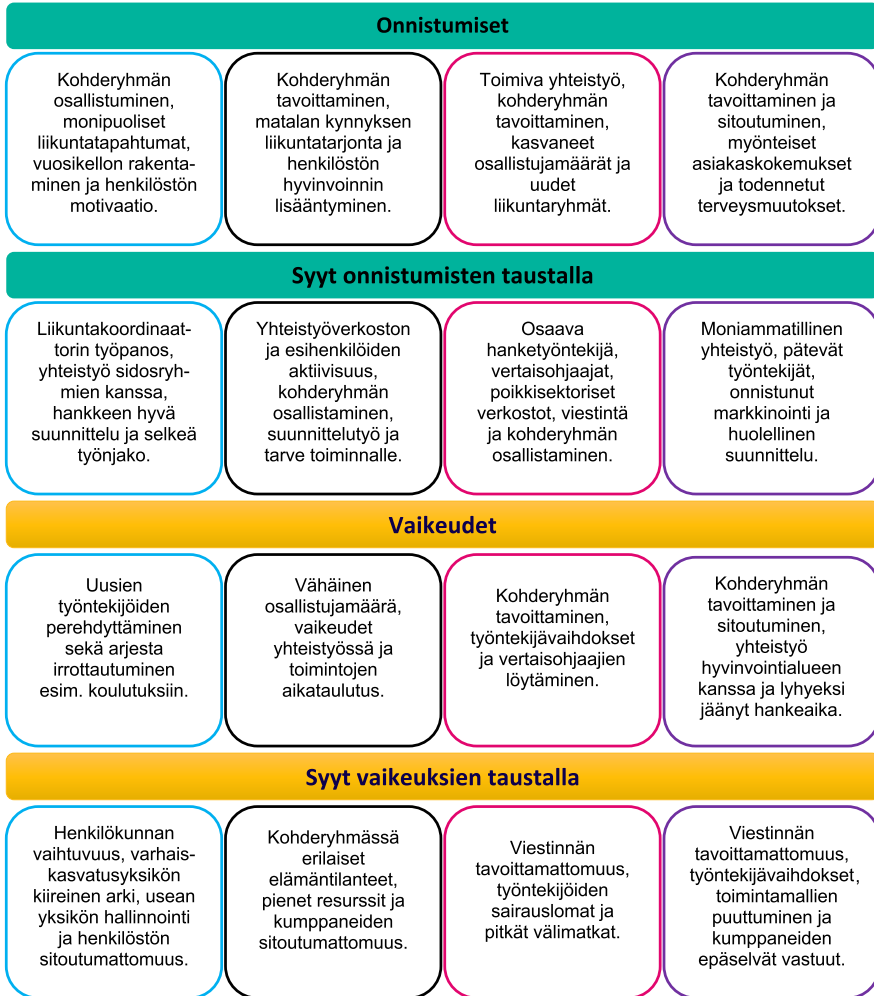 Onnistumiset
Kohderyhmän
osallistuminen,
monipuoliset
liikuntatapahtumat,
vuosikellon rakenta-
minen ja henkilöstön
motivaatio.
Kohderyhmän
tavoittaminen,
matalan kynnyksen
liikuntatarjonta ja
henkilöstön
hyvinvoinnin
lisääntyminen.
Toimiva yhteistyö,
kohderyhmän
tavoittaminen,
kasvaneet
osallistujamäärät ja
uudet
liikuntaryhmät.
Kohderyhmän
tavoittaminen ja
sitoutuminen,
myönteiset
asiakaskokemukset
ja todennetut
terveysmuutokset.
Syyt onnistumisten taustalla
Liikuntakoordinaat-
torin työpanos,
yhteistyö sidosryh-
mien kanssa,
hankkeen hyvä
suunnittelu ja selkeä
työnjako.
Yhteistyöverkoston
ja esihenkilöiden
aktiivisuus,
kohderyhmän
osallistaminen,
suunnittelutyö ja
tarve toiminnalle.
Osaava
hanketyöntekijä,
vertaisohjaajat,
poikkisektoriset
verkostot, viestintä
ja kohderyhmän
osallistaminen.
Moniammatillinen
yhteistyö, pätevät
työntekijät,
onnistunut
markkinointi ja
huolellinen
suunnittelu.
Vaikeudet
Uusien
työntekijöiden
perehdyttäminen
sekä arjesta
irrottautuminen
esim. koulutuksiin.
Vähäinen
osallistujamäärä,
vaikeudet
yhteistyössä ja
toimintojen
aikataulutus.
Kohderyhmän
tavoittaminen,
työntekijävaihdokset
ja vertaisohjaajien
löytäminen.
Kohderyhmän
tavoittaminen ja
sitoutuminen,
yhteistyö
hyvinvointialueen
kanssa ja lyhyeksi
jäänyt hankeaika.
Syyt vaikeuksien taustalla
Henkilökunnan
vaihtuvuus, varhais-
kasvatusyksikön
kiireinen arki, usean
yksikön hallinnointi
ja henkilöstön
sitoutumattomuus.
Kohderyhmässä
erilaiset
elämäntilanteet,
pienet resurssit ja
kumppaneiden
sitoutumattomuus.
Viestinnän
tavoittamattomuus,
työntekijöiden
sairauslomat ja
pitkät välimatkat.
Viestinnän
tavoittamattomuus,
työntekijävaihdokset,
toimintamallien
puuttuminen ja
kumppaneiden
epäselvät vastuut.